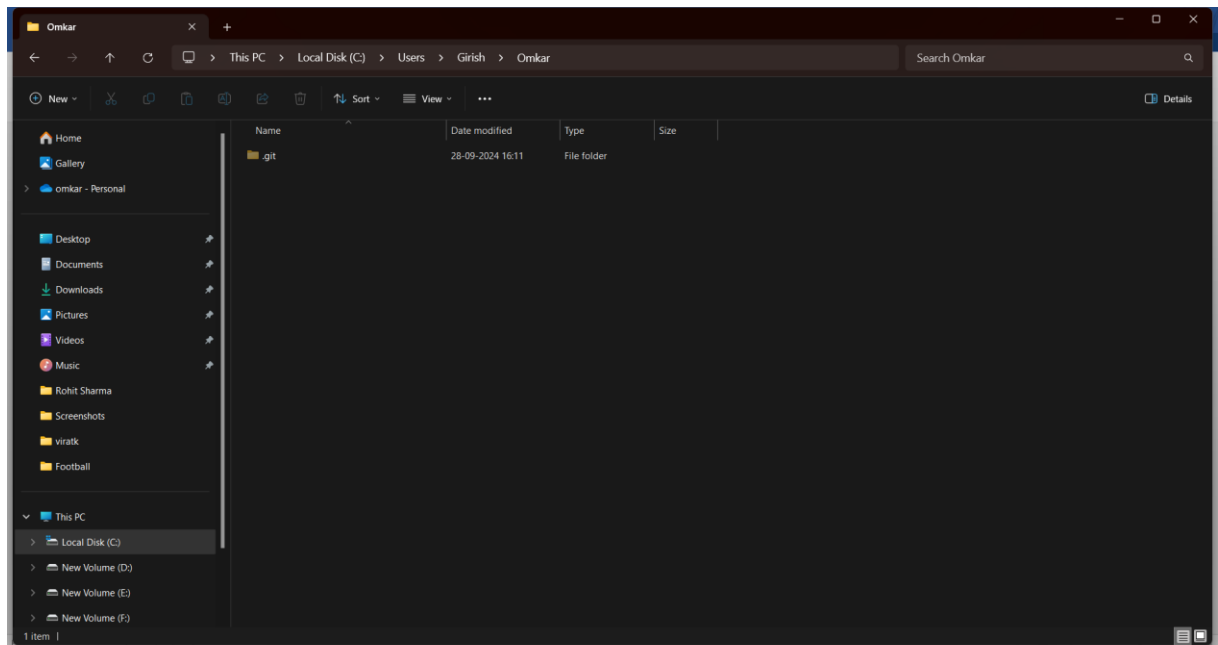 Omkar
This PC > Local Disk (C:) > Users > Girish > Omkar
Search Omkar
New
Sort
View
Details
Home
Gallery
omkar - Personal
Desktop
Documents
Downloads
Pictures
Videos
Music
Rohit Sharma
Screenshots
viratk
Football
This PC
Local Disk (C:)
New Volume (D:)
New Volume (E:)
New Volume (F:)
Name Date modified Type Size
.git 28-09-2024 16:11 File folder
1 item